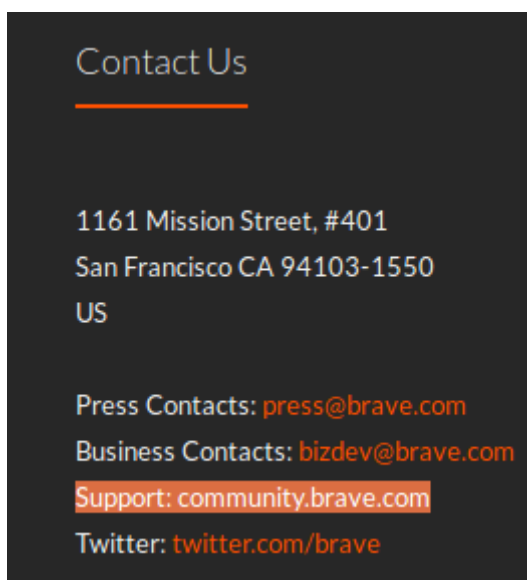 Contact Us
1161 Mission Street, #401
San Francisco CA 94103-1550
US
Press Contacts: press@brave.com
Business Contacts: bizdev@brave.com
Support: community.brave.com
Twitter: twitter.com/brave